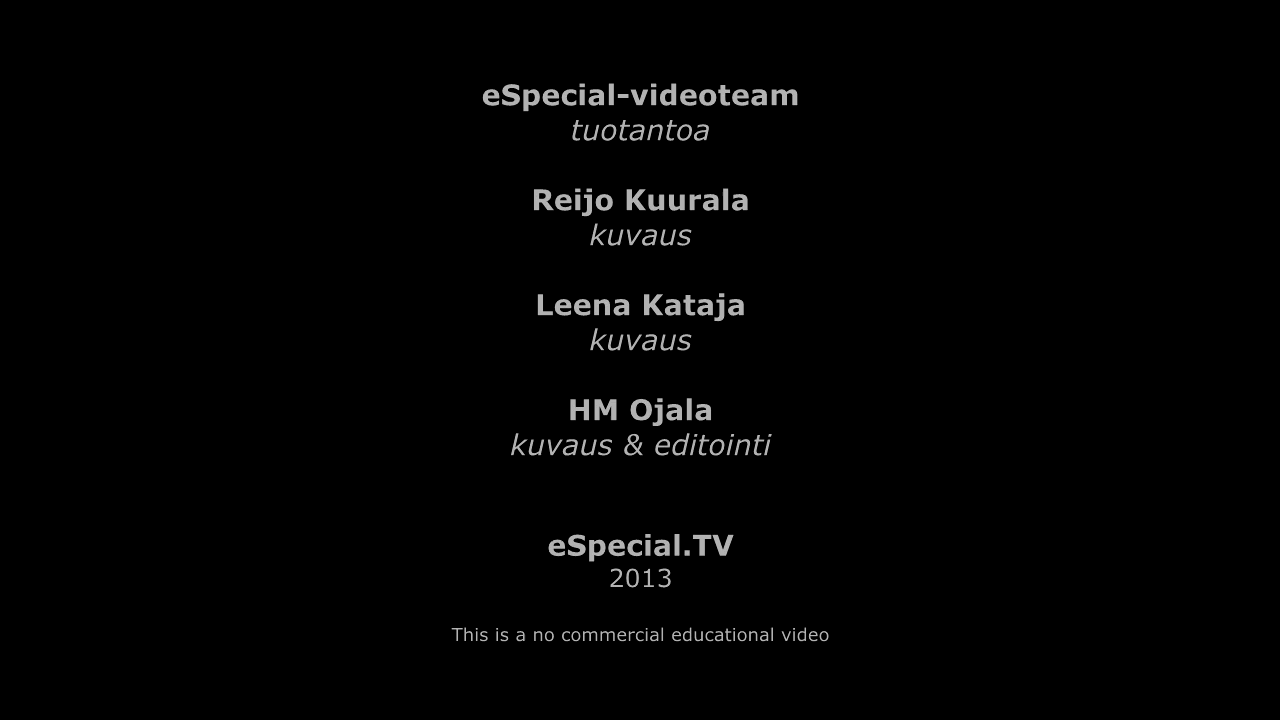 eSpecial-videoteam
tuotantoa
Reijo Kuurala
kuvaus
Leena Kataja
kuvaus
HM Ojala
kuvaus & editointi
eSpecial.TV
2013
This is a no commercial educational video